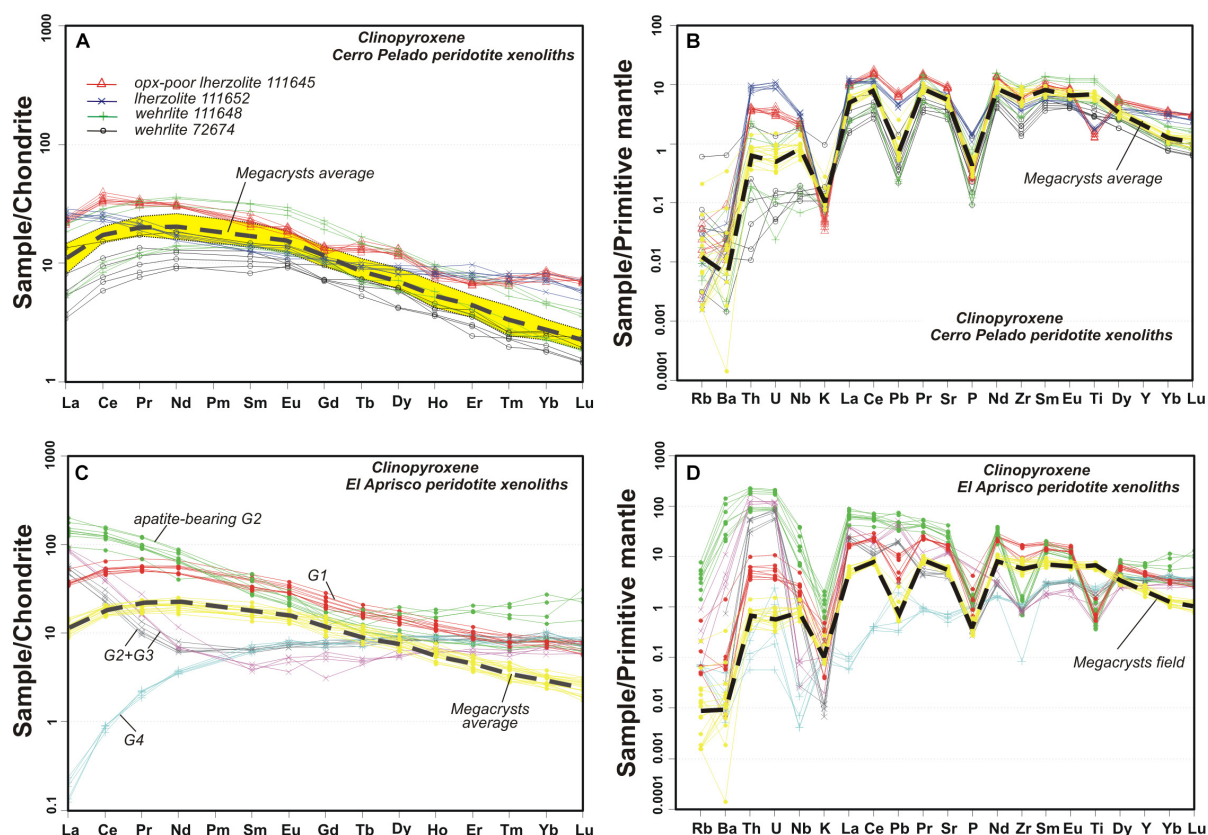 A
Clinopyroxene
Cerro Pelado peridotite xenoliths
opx-poor lherzolite 111645
lherzolite 111652
wehrlite 111648
wehrlite 72674
Megacrysts average
Sample/Chondrite
1000
100
10
1
La Ce Pr Nd Pm Sm Eu Gd Tb Dy Ho Er Tm Yb Lu
B
Sample/Primitive mantle
100
10
1
0.1
0.01
0.001
0.0001
Megacrysts average
Clinopyroxene
Cerro Pelado peridotite xenoliths
Rb Ba Th U Nb K La Ce Pb Pr Sr P Nd Zr Sm Eu Ti Dy Y Yb Lu
C
Clinopyroxene
El Aprisco peridotite xenoliths
Sample/Chondrite
1000
100
10
1
0.1
apatite-bearing G2
G1
G2+G3
G4
Megacrysts
average
La Ce Pr Nd Pm Sm Eu Gd Tb Dy Ho Er Tm Yb Lu
D
Clinopyroxene
El Aprisco peridotite xenoliths
Sample/Primitive mantle
1000
100
10
1
0.1
0.01
0.001
0.0001
Megacrysts field
Rb Ba Th U Nb K La Ce Pb Pr Sr P Nd Zr Sm Eu Ti Dy Y Yb Lu